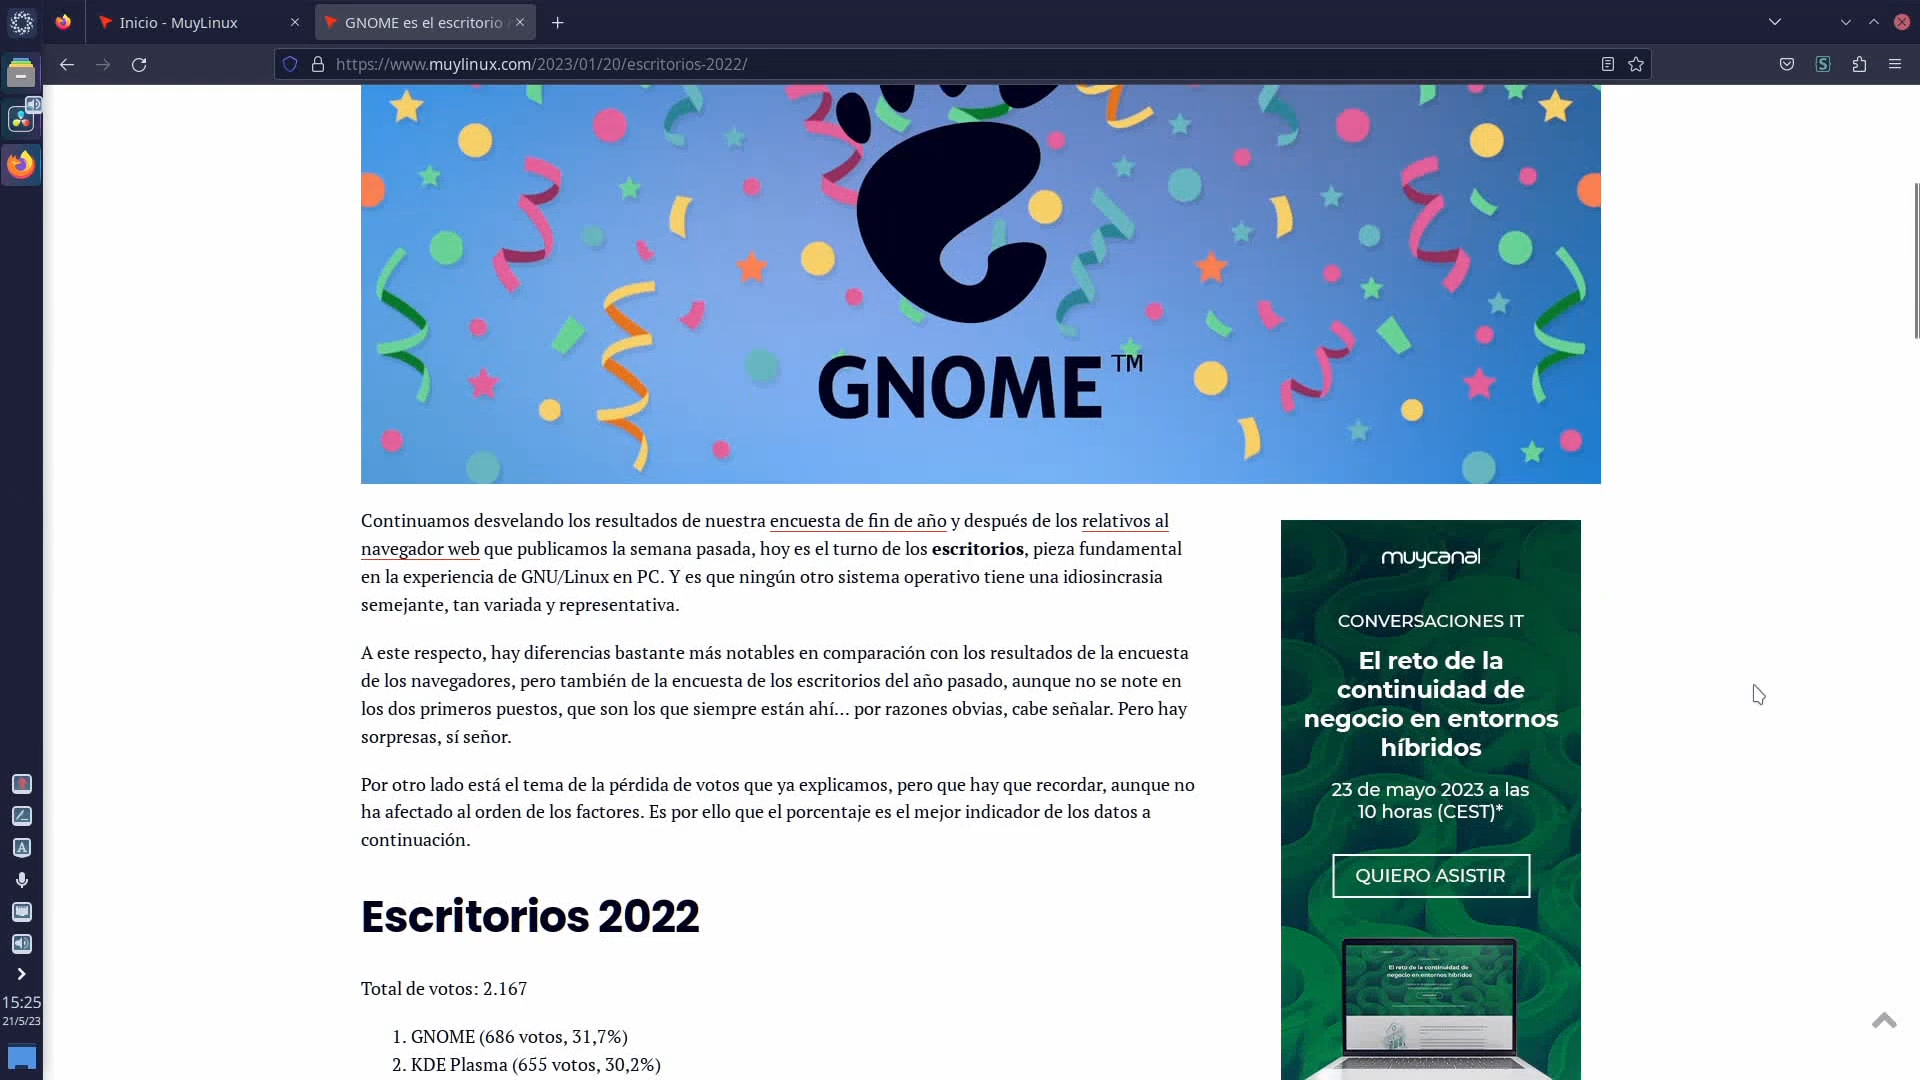 Inicio - MuyLinux
GNOME es el escritorio
https://www.muylinux.com/2023/01/20/escritorios-2022/
GNOME™
Continuamos desvelando los resultados de nuestra encuesta de fin de año y después de los relativos al
navegador web que publicamos la semana pasada, hoy es el turno de los escritorios, pieza fundamental
en la experiencia de GNU/Linux en PC. Y es que ningún otro sistema operativo tiene una idiosincrasia
semejante, tan variada y representativa.
A este respecto, hay diferencias bastante más notables en comparación con los resultados de la encuesta
de los navegadores, pero también de la encuesta de los escritorios del año pasado, aunque no se note en
los dos primeros puestos, que son los que siempre están ahí… por razones obvias, cabe señalar. Pero hay
sorpresas, sí señor.
Por otro lado está el tema de la pérdida de votos que ya explicamos, pero que hay que recordar, aunque no
ha afectado al orden de los factores. Es por ello que el porcentaje es el mejor indicador de los datos a
continuación.
Escritorios 2022
Total de votos: 2.167
1. GNOME (686 votos, 31,7%)
2. KDE Plasma (655 votos, 30,2%)
muycanal
CONVERSACIONES IT
El reto de la
continuidad de
negocio en entornos
híbridos
23 de mayo 2023 a las
10 horas (CEST)*
QUIERO ASISTIR
El reto de la continuidad de
negocio en entornos híbridos
15:25
21/5/23